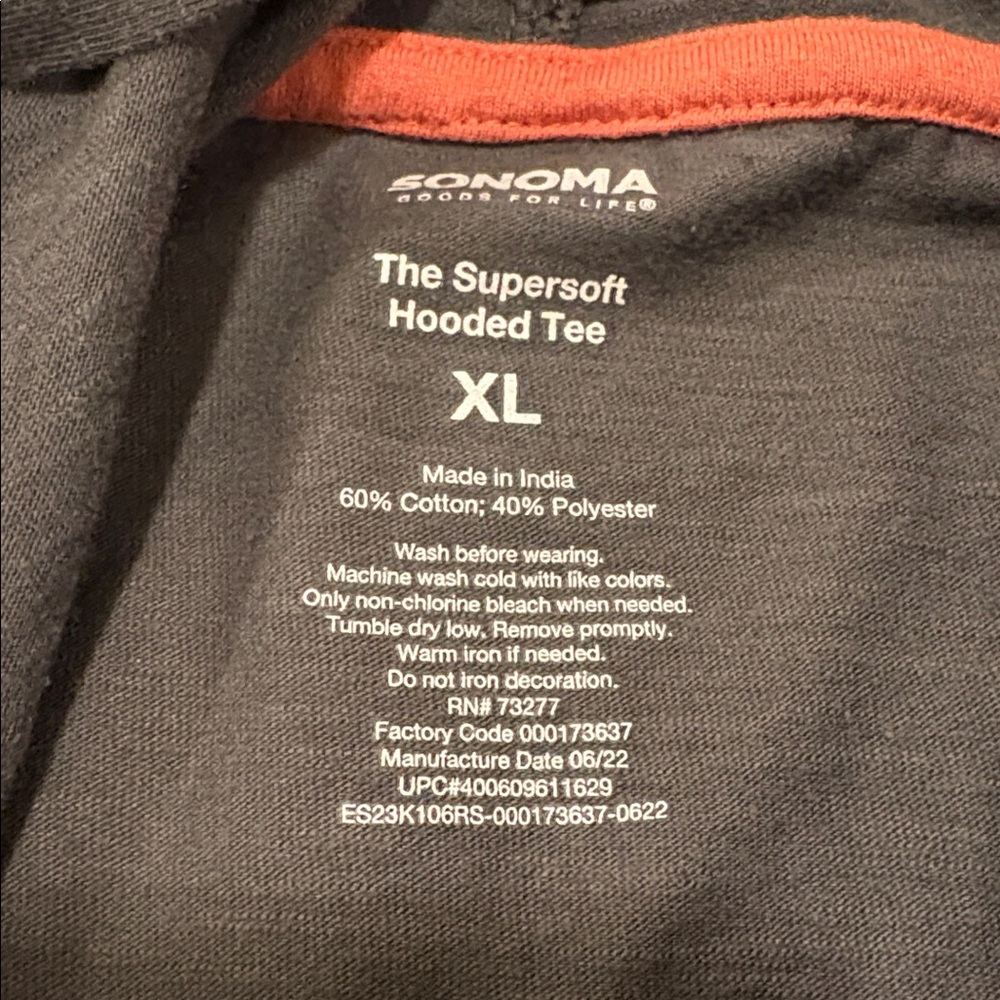 SONOMA
GOODS FOR LIFE®
The Supersoft
Hooded Tee
XL
Made in India
60% Cotton; 40% Polyester
Wash before wearing.
Machine wash cold with like colors.
Only non-chlorine bleach when needed.
Tumble dry low. Remove promptly.
Warm iron if needed.
Do not iron decoration.
RN# 73277
Factory Code 000173637
Manufacture Date 06/22
UPC#400609611629
ES23K106RS-000173637-0622